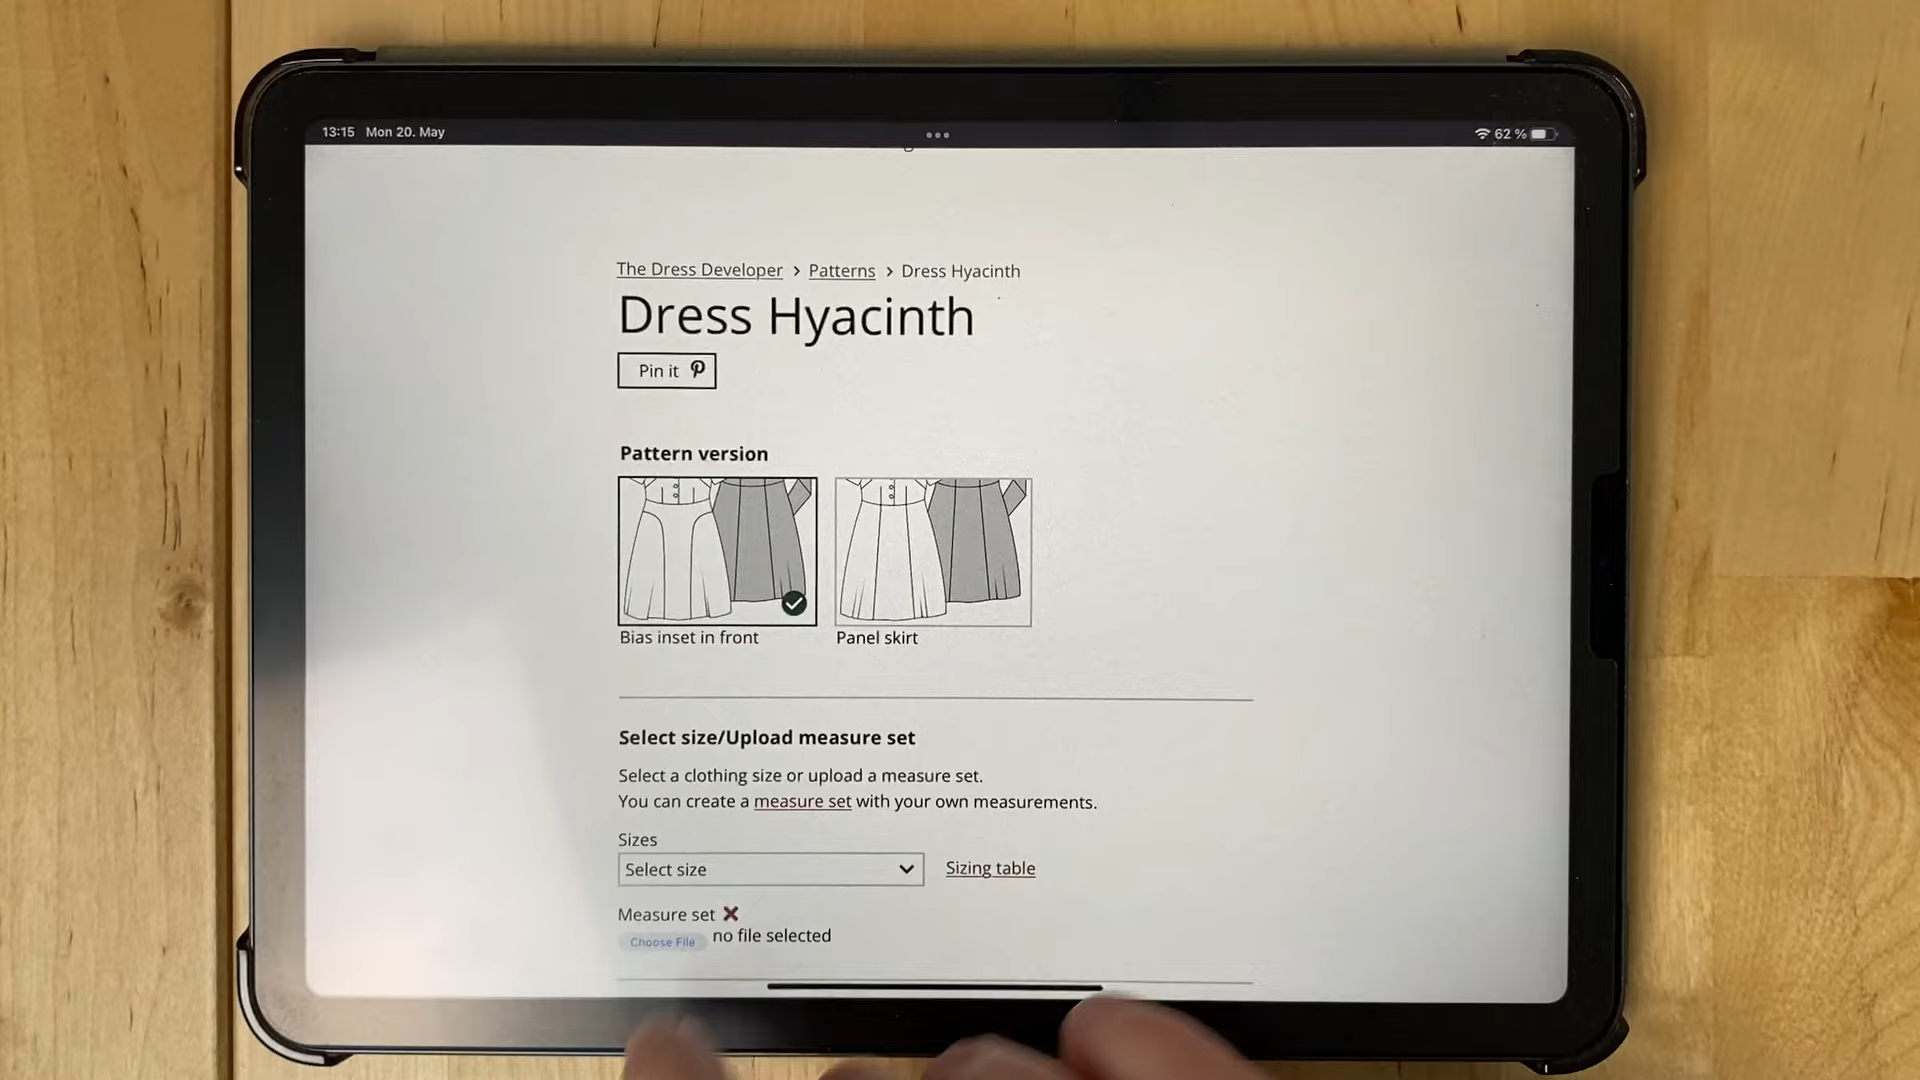 13:15 Mon 20. May
62 %
The Dress Developer > Patterns > Dress Hyacinth
Dress Hyacinth
Pin it
Pattern version
Bias inset in front
Panel skirt
Select size/Upload measure set
Select a clothing size or upload a measure set.
You can create a measure set with your own measurements.
Sizes
Select size
Sizing table
Measure set
Choose File no file selected